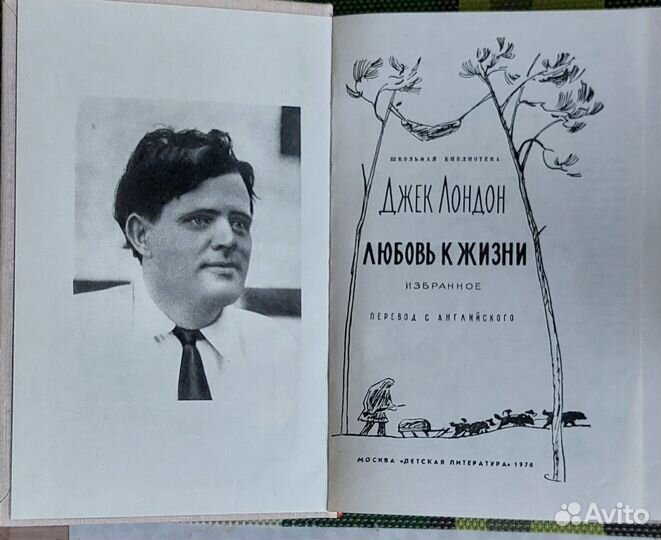 ШКОЛЬНАЯ БИБЛИОТЕКА
ДЖЕК ЛОНДОН
ЛЮБОВЬ К ЖИЗНИ
ИЗБРАННОЕ
ПЕРЕВОД С АНГЛИЙСКОГО
МОСКВА «ДЕТСКАЯ ЛИТЕРАТУРА» 1976
Avito